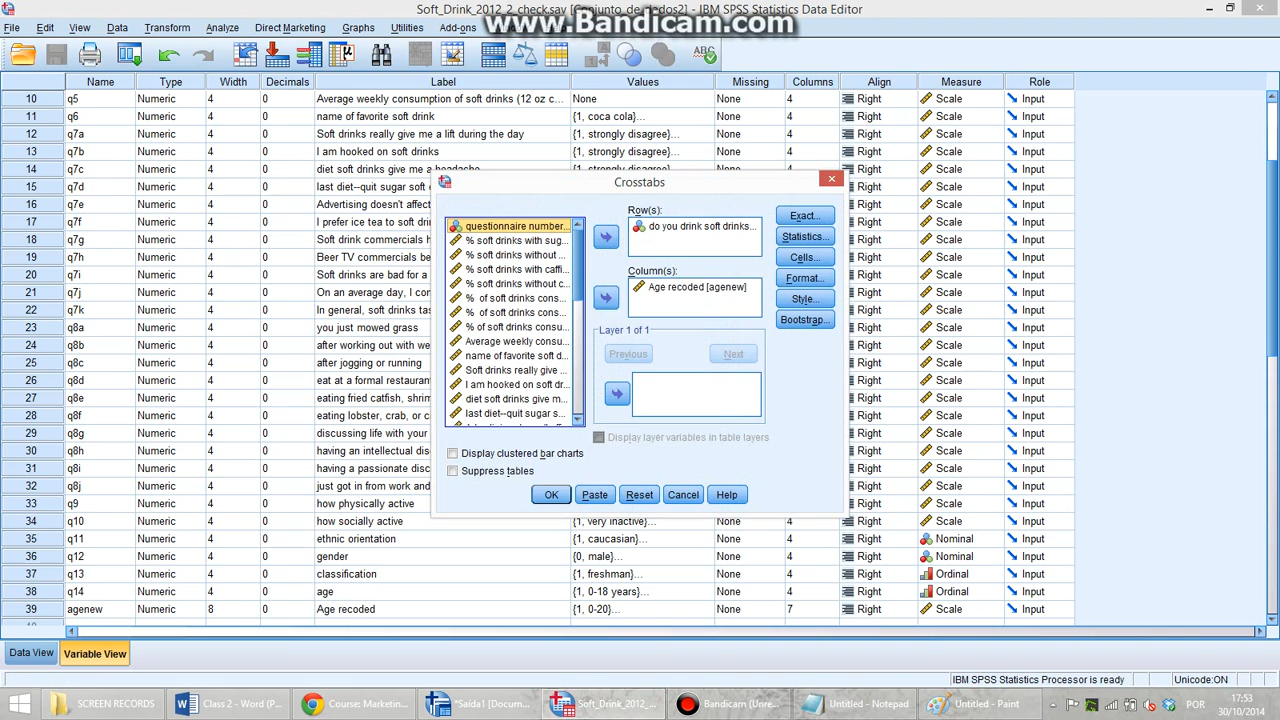 Soft_Drink_2012_2_check.sav [Conjunto_de_dados2] - IBM SPSS Statistics Data Editor
www.Bandicam.com
File Edit View Data Transform Analyze Direct Marketing Graphs Utilities Add-ons
Name Type Width Decimals Label Values Missing Columns Align Measure Role
10 q5 Numeric 4 0 Average weekly consumption of soft drinks (12 oz c... None None 4 Right Scale Input
11 q6 Numeric 4 0 name of favorite soft drink {1, coca cola}... None 4 Right Scale Input
12 q7a Numeric 4 0 Soft drinks really give me a lift during the day {1, strongly disagree}... None 4 Right Scale Input
13 q7b Numeric 4 0 I am hooked on soft drinks {1, strongly disagree}... None 4 Right Scale Input
14 q7c Numeric 4 0 diet soft drinks give me a headache {1, strongly disagree}... None 4 Right Scale Input
15 q7d Numeric 4 0 last diet--quit sugar sof Right Scale Input
16 q7e Numeric 4 0 Advertising doesn't affect Right Scale Input
17 q7f Numeric 4 0 I prefer ice tea to soft dr Right Scale Input
18 q7g Numeric 4 0 Soft drink commercials Right Scale Input
19 q7h Numeric 4 0 Beer TV commercials be Right Scale Input
20 q7i Numeric 4 0 Soft drinks are bad for a Right Scale Input
21 q7j Numeric 4 0 On an average day, I co Right Scale Input
22 q7k Numeric 4 0 In general, soft drinks tas Right Scale Input
23 q8a Numeric 4 0 you just mowed grass Right Scale Input
24 q8b Numeric 4 0 after working out with we Right Scale Input
25 q8c Numeric 4 0 after jogging or running Right Scale Input
26 q8d Numeric 4 0 eat at a formal restauran Right Scale Input
27 q8e Numeric 4 0 eating fried catfish, shrim Right Scale Input
28 q8f Numeric 4 0 eating lobster, crab, or c Right Scale Input
29 q8g Numeric 4 0 discussing life with your Right Scale Input
30 q8h Numeric 4 0 having an intellectual dis Right Scale Input
31 q8i Numeric 4 0 having a passionate disc Right Scale Input
32 q8j Numeric 4 0 just got in from work and Right Scale Input
33 q9 Numeric 4 0 how physically active Right Scale Input
34 q10 Numeric 4 0 how socially active {1, very inactive}... None 4 Right Scale Input
35 q11 Numeric 4 0 ethnic orientation {1, caucasian}... None 4 Right Nominal Input
36 q12 Numeric 4 0 gender {0, male}... None 4 Right Nominal Input
37 q13 Numeric 4 0 classification {1, freshman}... None 4 Right Ordinal Input
38 q14 Numeric 4 0 age {1, 0-18 years}... None 4 Right Ordinal Input
39 agenew Numeric 8 0 Age recoded {1, 0-20}... None 7 Right Scale Input
Crosstabs
questionnaire number...
% soft drinks with sug...
% soft drinks without ...
% soft drinks with caffi...
% soft drinks without c...
% of soft drinks cons...
% of soft drinks cons...
% of soft drinks consu...
Average weekly consu...
name of favorite soft d...
Soft drinks really give ...
I am hooked on soft dr...
diet soft drinks give m...
last diet--quit sugar s...
Row(s):
do you drink soft drinks...
Column(s):
Age recoded [agenew]
Layer 1 of 1
Previous Next
Display layer variables in table layers
Exact...
Statistics...
Cells...
Format...
Style...
Bootstrap...
Display clustered bar charts
Suppress tables
OK Paste Reset Cancel Help
Data View Variable View
IBM SPSS Statistics Processor is ready Unicode:ON
SCREEN RECORDS Class 2 - Word (P... Course: Marketin... *Saída1 [Docum... Soft_Drink_2012_... Bandicam (Unre... Untitled - Notepad Untitled - Paint POR 17:53
30/10/2014